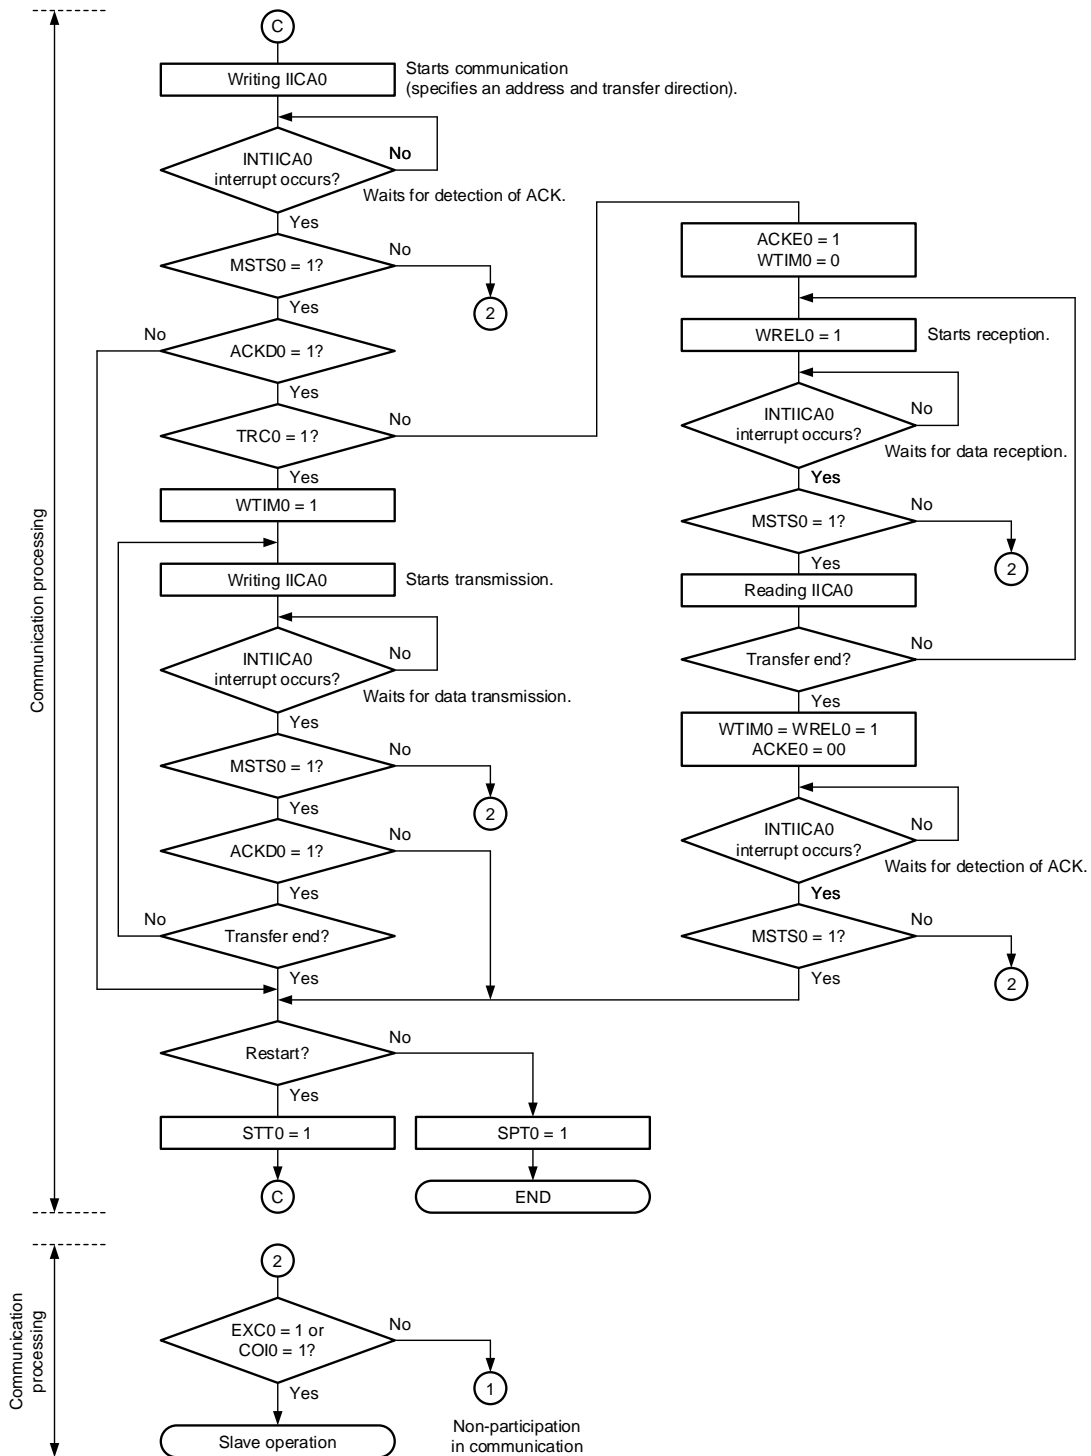 C
Writing IICA0
Starts communication
(specifies an address and transfer direction).
INTIICA0
interrupt occurs?
No
Waits for detection of ACK.
Yes
MSTS0 = 1?
No
2
Yes
No
ACKD0 = 1?
Yes
TRC0 = 1?
No
Yes
WTIM0 = 1
Writing IICA0
Starts transmission.
INTIICA0
interrupt occurs?
No
Waits for data transmission.
Yes
MSTS0 = 1?
No
2
Yes
ACKD0 = 1?
No
Yes
No
Transfer end?
Yes
ACKE0 = 1
WTIM0 = 0
WREL0 = 1
Starts reception.
INTIICA0
interrupt occurs?
No
Waits for data reception.
Yes
MSTS0 = 1?
No
2
Yes
Reading IICA0
Transfer end?
No
Yes
WTIM0 = WREL0 = 1
ACKE0 = 00
INTIICA0
interrupt occurs?
No
Waits for detection of ACK.
Yes
MSTS0 = 1?
No
2
Yes
Restart?
No
Yes
STT0 = 1
SPT0 = 1
C
END
Communication processing
2
EXC0 = 1 or
COI0 = 1?
No
1
Yes
Slave operation
Non-participation
in communication
Communication
processing